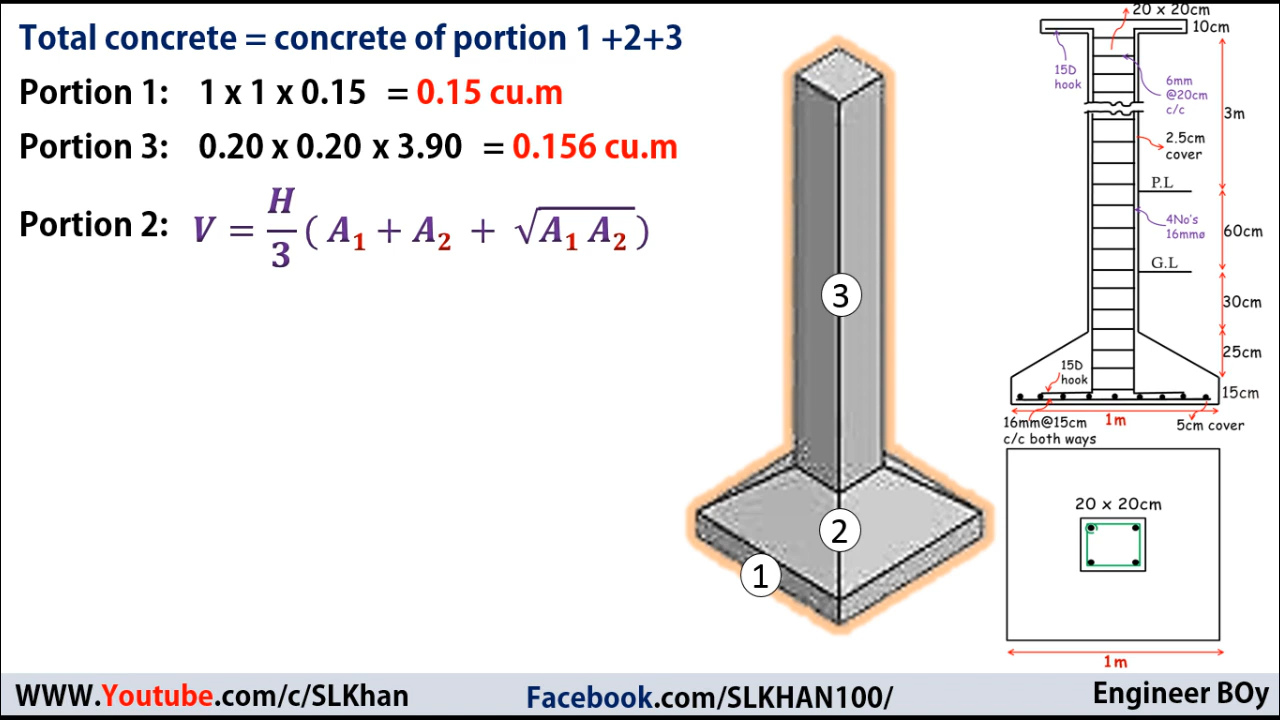 Total concrete = concrete of portion 1 +2+3
Portion 1: 1 x 1 x 0.15 = 0.15 cu.m
Portion 3: 0.20 x 0.20 x 3.90 = 0.156 cu.m
Portion 2: V = H/3 ( A₁ + A₂ + √A₁ A₂ )
3
2
1
20 x 20cm
10cm
15D
hook
6mm
@20cm
c/c
3m
2.5cm
cover
P.L
4No's
16mmø
60cm
G.L
30cm
25cm
15D
hook
15cm
1m
16mm@15cm
c/c both ways
5cm cover
20 x 20cm
1m
WWW.Youtube.com/c/SLKhan
Facebook.com/SLKHAN100/
Engineer BOy